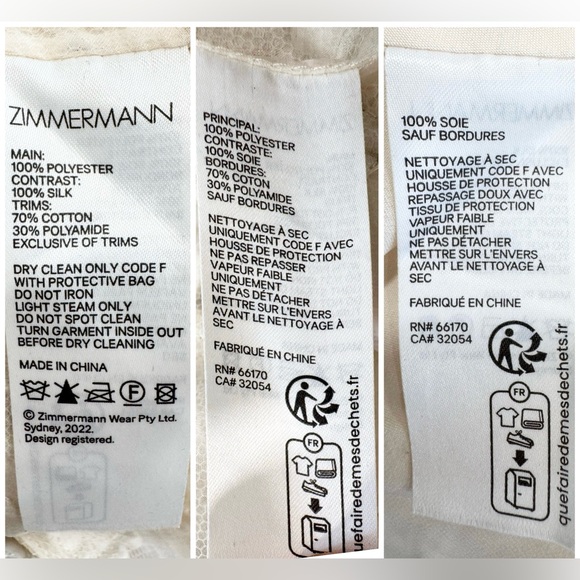 ZIMMERMANN
MAIN:
100% POLYESTER
CONTRAST:
100% SILK
TRIMS:
70% COTTON
30% POLYAMIDE
EXCLUSIVE OF TRIMS
DRY CLEAN ONLY CODE F
WITH PROTECTIVE BAG
DO NOT IRON
LIGHT STEAM ONLY
DO NOT SPOT CLEAN
TURN GARMENT INSIDE OUT
BEFORE DRY CLEANING
MADE IN CHINA
F
© Zimmermann Wear Pty Ltd.
Sydney, 2022.
Design registered.
PRINCIPAL:
100% POLYESTER
CONTRASTE:
100% SOIE
BORDURES:
70% COTON
30% POLYAMIDE
SAUF BORDURES
NETTOYAGE À SEC
UNIQUEMENT CODE F AVEC
HOUSSE DE PROTECTION
NE PAS REPASSER
VAPEUR FAIBLE
UNIQUEMENT
NE PAS DÉTACHER
METTRE SUR L'ENVERS
AVANT LE NETTOYAGE À
SEC
FABRIQUÉ EN CHINE
RN# 66170
CA# 32054
FR
uefairedemesdechets.fr
100% SOIE
SAUF BORDURES
NETTOYAGE À SEC
UNIQUEMENT CODE F AVEC
HOUSSE DE PROTECTION
REPASSAGE DOUX AVEC
TISSU DE PROTECTION
VAPEUR FAIBLE
UNIQUEMENT
NE PAS DÉTACHER
METTRE SUR L'ENVERS
AVANT LE NETTOYAGE À
SEC
FABRIQUÉ EN CHINE
RN# 66170
CA# 32054
FR
quefairedemesdechets.fr